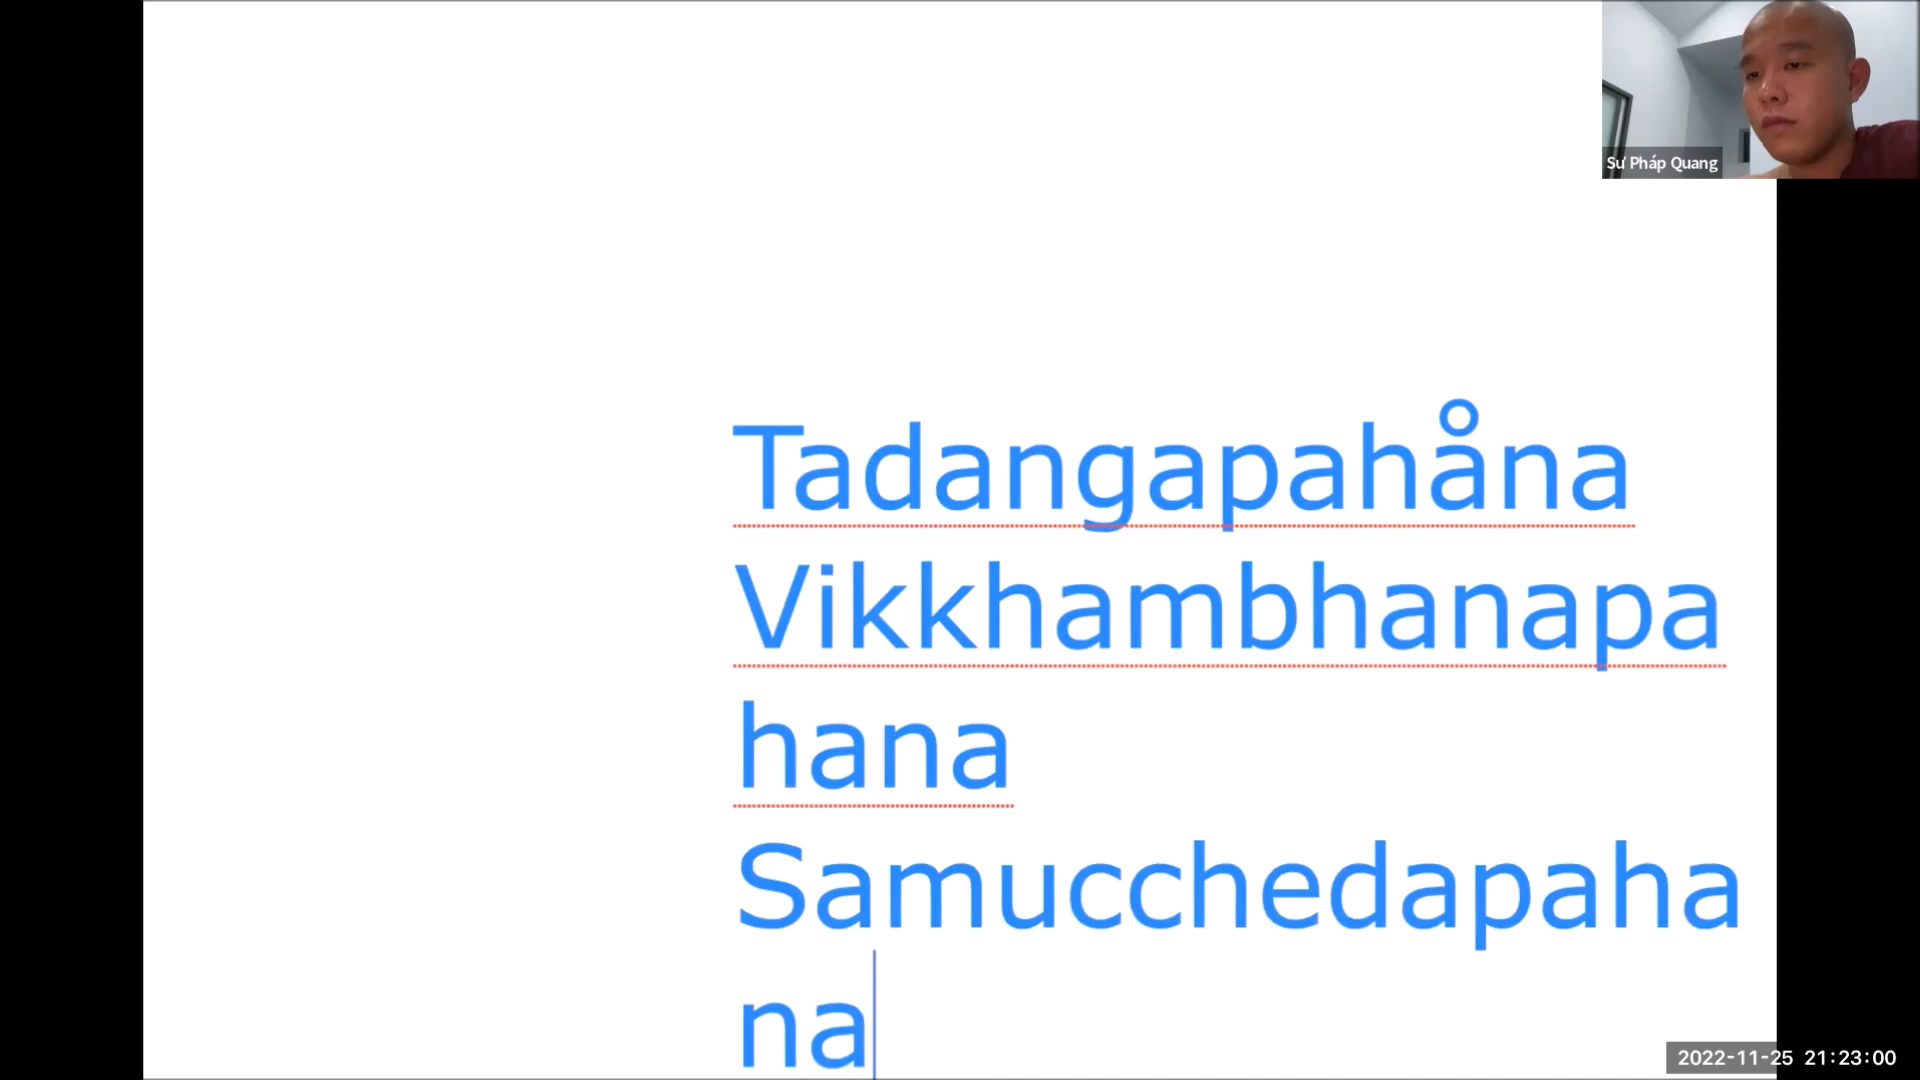 Sư Pháp Quang
Tadangapahåna
Vikkhambhanapa
hana
Samucchedapaha
na
2022-11-25 21:23:00